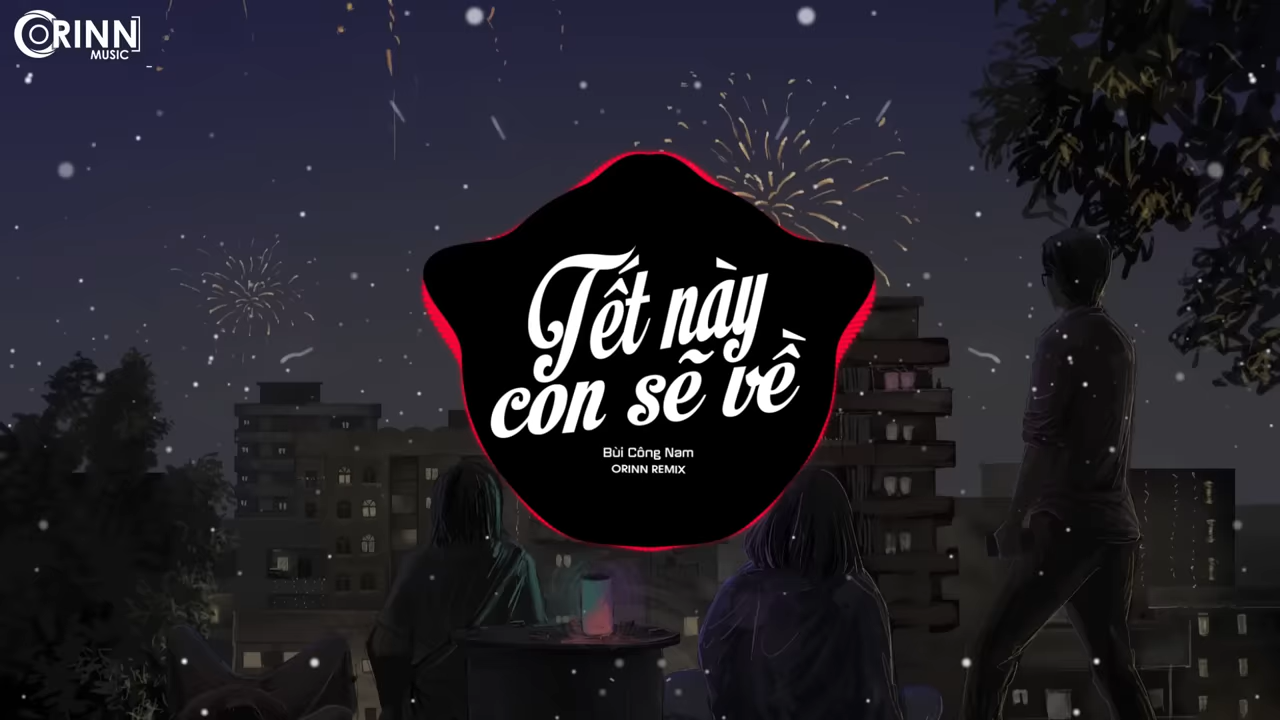 ORINN
MUSIC
Tết này
con sẽ về
Bùi Công Nam
ORINN REMIX